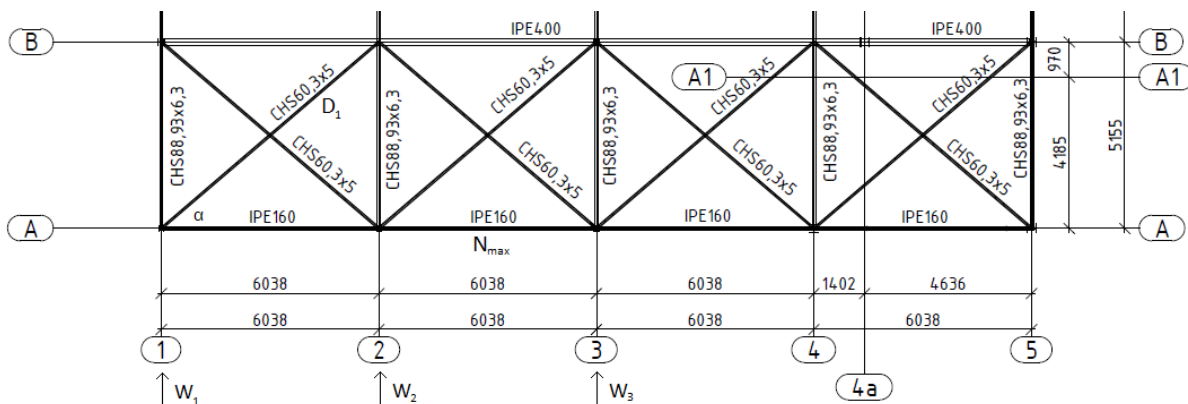 IPE400
IPE400
B
B
970
A1
A1
CHS88,93x6,3
CHS60,3x5
D1
CHS60,3x5
CHS88,93x6,3
CHS60,3x5
CHS60,3x5
CHS88,93x6,3
CHS60,3x5
CHS60,3x5
CHS88,93x6,3
CHS60,3x5
CHS60,3x5
CHS88,93x6,3
4185
5155
α
IPE160
IPE160
IPE160
IPE160
A
A
Nmax
6038
6038
6038
1402
4636
6038
6038
6038
6038
1
2
3
4
5
4a
W1
W2
W3